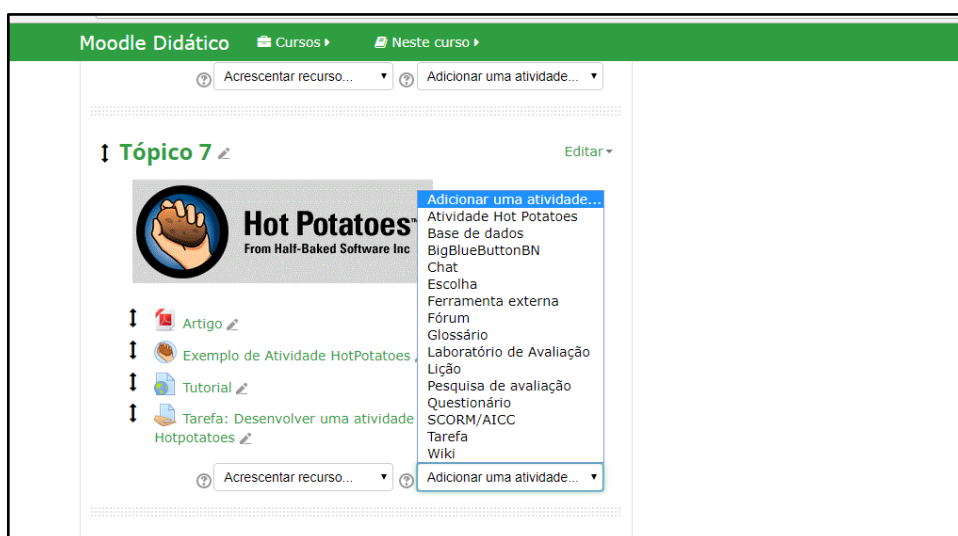 Moodle Didático Cursos Neste curso
Acrescentar recurso... Adicionar uma atividade...
Tópico 7 Editar
Hot Potatoes™
From Half-Baked Software Inc
Adicionar uma atividade...
Atividade Hot Potatoes
Base de dados
BigBlueButtonBN
Chat
Escolha
Ferramenta externa
Fórum
Glossário
Laboratório de Avaliação
Lição
Pesquisa de avaliação
Questionário
SCORM/AICC
Tarefa
Wiki
Artigo
Exemplo de Atividade HotPotatoes
Tutorial
Tarefa: Desenvolver uma atividade
Hotpotatoes
Acrescentar recurso... Adicionar uma atividade...